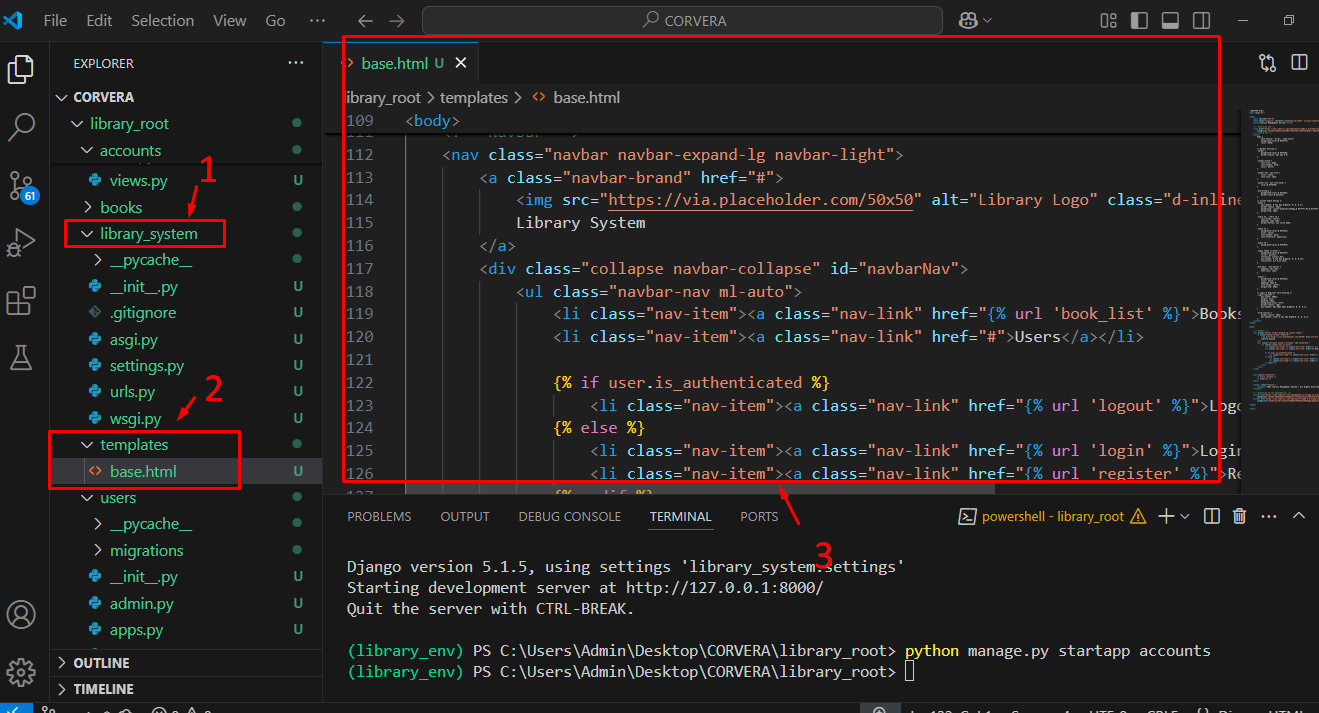 File Edit Selection View Go ··· CORVERA
EXPLORER ···
CORVERA
library_root
accounts
views.py U
books
library_system
__pycache__
__init__.py U
.gitignore U
asgi.py U
settings.py U
urls.py U
wsgi.py U
templates
base.html U
users
__pycache__
migrations
__init__.py U
admin.py U
apps.py U
OUTLINE
TIMELINE
61
1
2
3
base.html U
library_root > templates > base.html
109 <body>
112 <nav class="navbar navbar-expand-lg navbar-light">
113 <a class="navbar-brand" href="#">
114 <img src="https://via.placeholder.com/50x50" alt="Library Logo" class="d-inline
115 Library System
116 </a>
117 <div class="collapse navbar-collapse" id="navbarNav">
118 <ul class="navbar-nav ml-auto">
119 <li class="nav-item"><a class="nav-link" href="{% url 'book_list' %}">Books
120 <li class="nav-item"><a class="nav-link" href="#">Users</a></li>
121
122 {% if user.is_authenticated %}
123 <li class="nav-item"><a class="nav-link" href="{% url 'logout' %}">Logo
124 {% else %}
125 <li class="nav-item"><a class="nav-link" href="{% url 'login' %}">Login
126 <li class="nav-item"><a class="nav-link" href="{% url 'register' %}">Re
PROBLEMS OUTPUT DEBUG CONSOLE TERMINAL PORTS powershell - library_root ···
Django version 5.1.5, using settings 'library_system.settings'
Starting development server at http://127.0.0.1:8000/
Quit the server with CTRL-BREAK.
(library_env) PS C:\Users\Admin\Desktop\CORVERA\library_root> python manage.py startapp accounts
(library_env) PS C:\Users\Admin\Desktop\CORVERA\library_root>